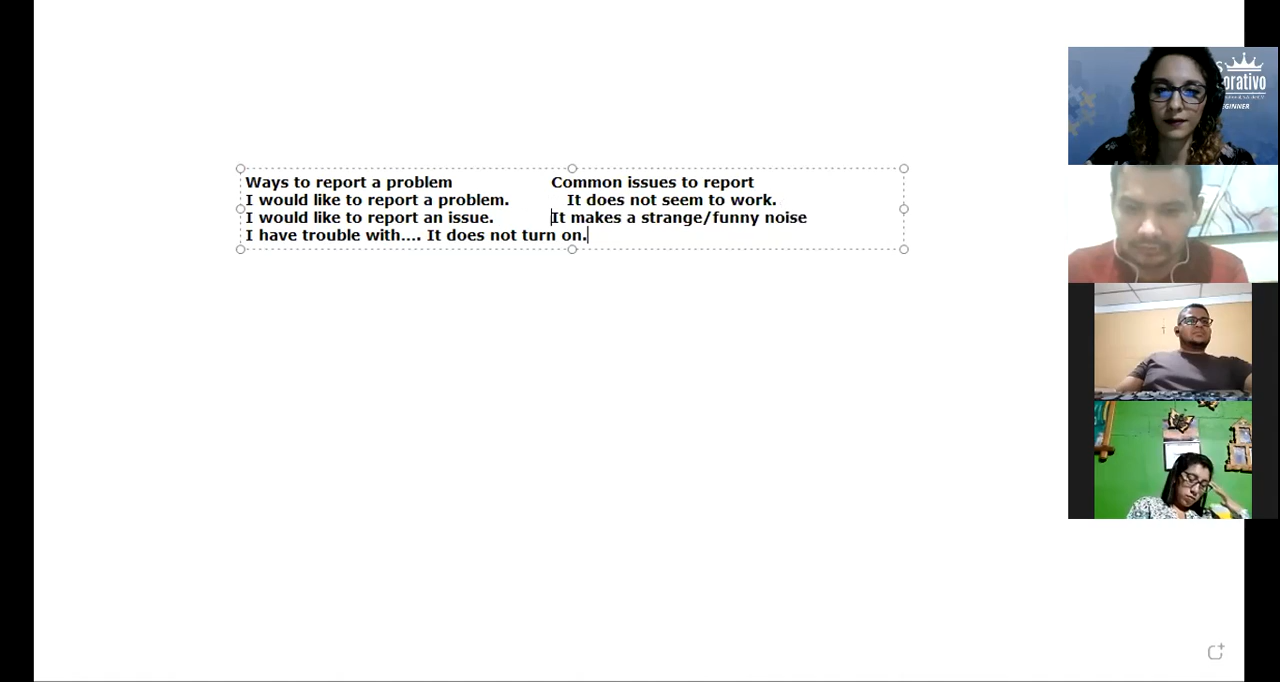 Ways to report a problem Common issues to report
I would like to report a problem. It does not seem to work.
I would like to report an issue. It makes a strange/funny noise
I have trouble with.... It does not turn on.
S
orativo
EGINNER